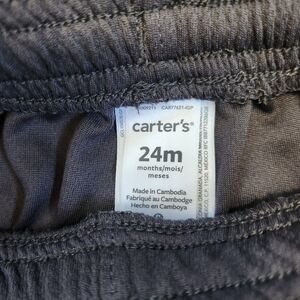 carter's®
24m
months/mois/
meses
Made in Cambodia
Fabriqué au Cambodge
Hecho en Camboya